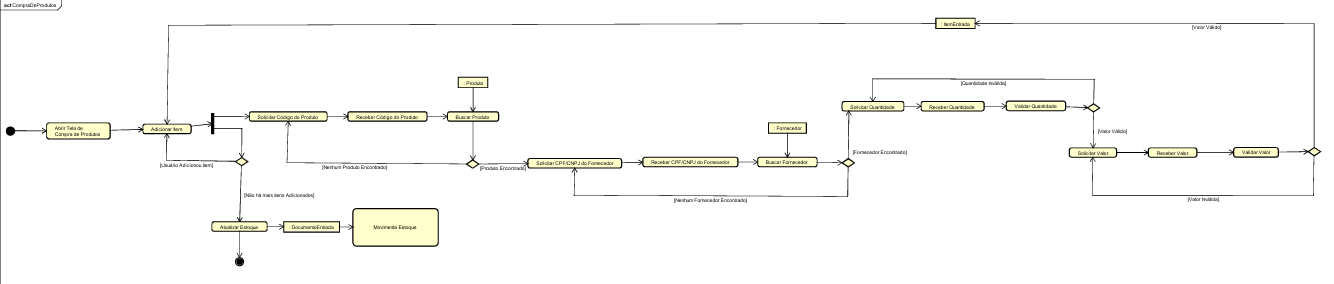 act CompraDeProdutos
: ItemEntrada
[Valor Válido]
: Produto
[Quantidade Inválida]
Solicitar Quantidade
Receber Quantidade
Validar Quantidade
Solicitar Código do Produto
Receber Código do Produto
Buscar Produto
Abrir Tela de
Compra de Produtos
Adicionar Item
: Fornecedor
[Valor Válido]
[Fornecedor Encontrado]
Solicitar Valor
Receber Valor
Validar Valor
[Usuário Adicionou Item]
[Nenhum Produto Encontrado]
[Produto Encontrado]
Solicitar CPF/CNPJ do Fornecedor
Receber CPF/CNPJ do Fornecedor
Buscar Fornecedor
[Não há mais Itens Adicionados]
[Nenhum Fornecedor Encontrado]
[Valor Inválida]
Atualizar Estoque
: DocumentoEntrada
Movimenta Estoque